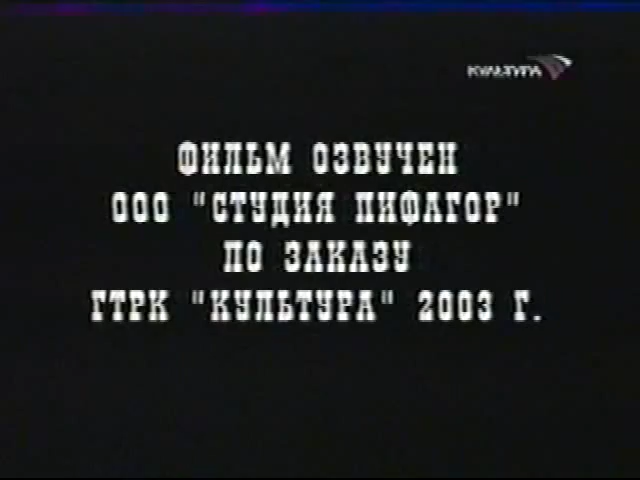 КУЛЬТУРА
ФИЛЬМ ОЗВУЧЕН
ООО "СТУДИЯ ПИФАГОР"
ПО ЗАКАЗУ
ГТРК "КУЛЬТУРА" 2003 Г.